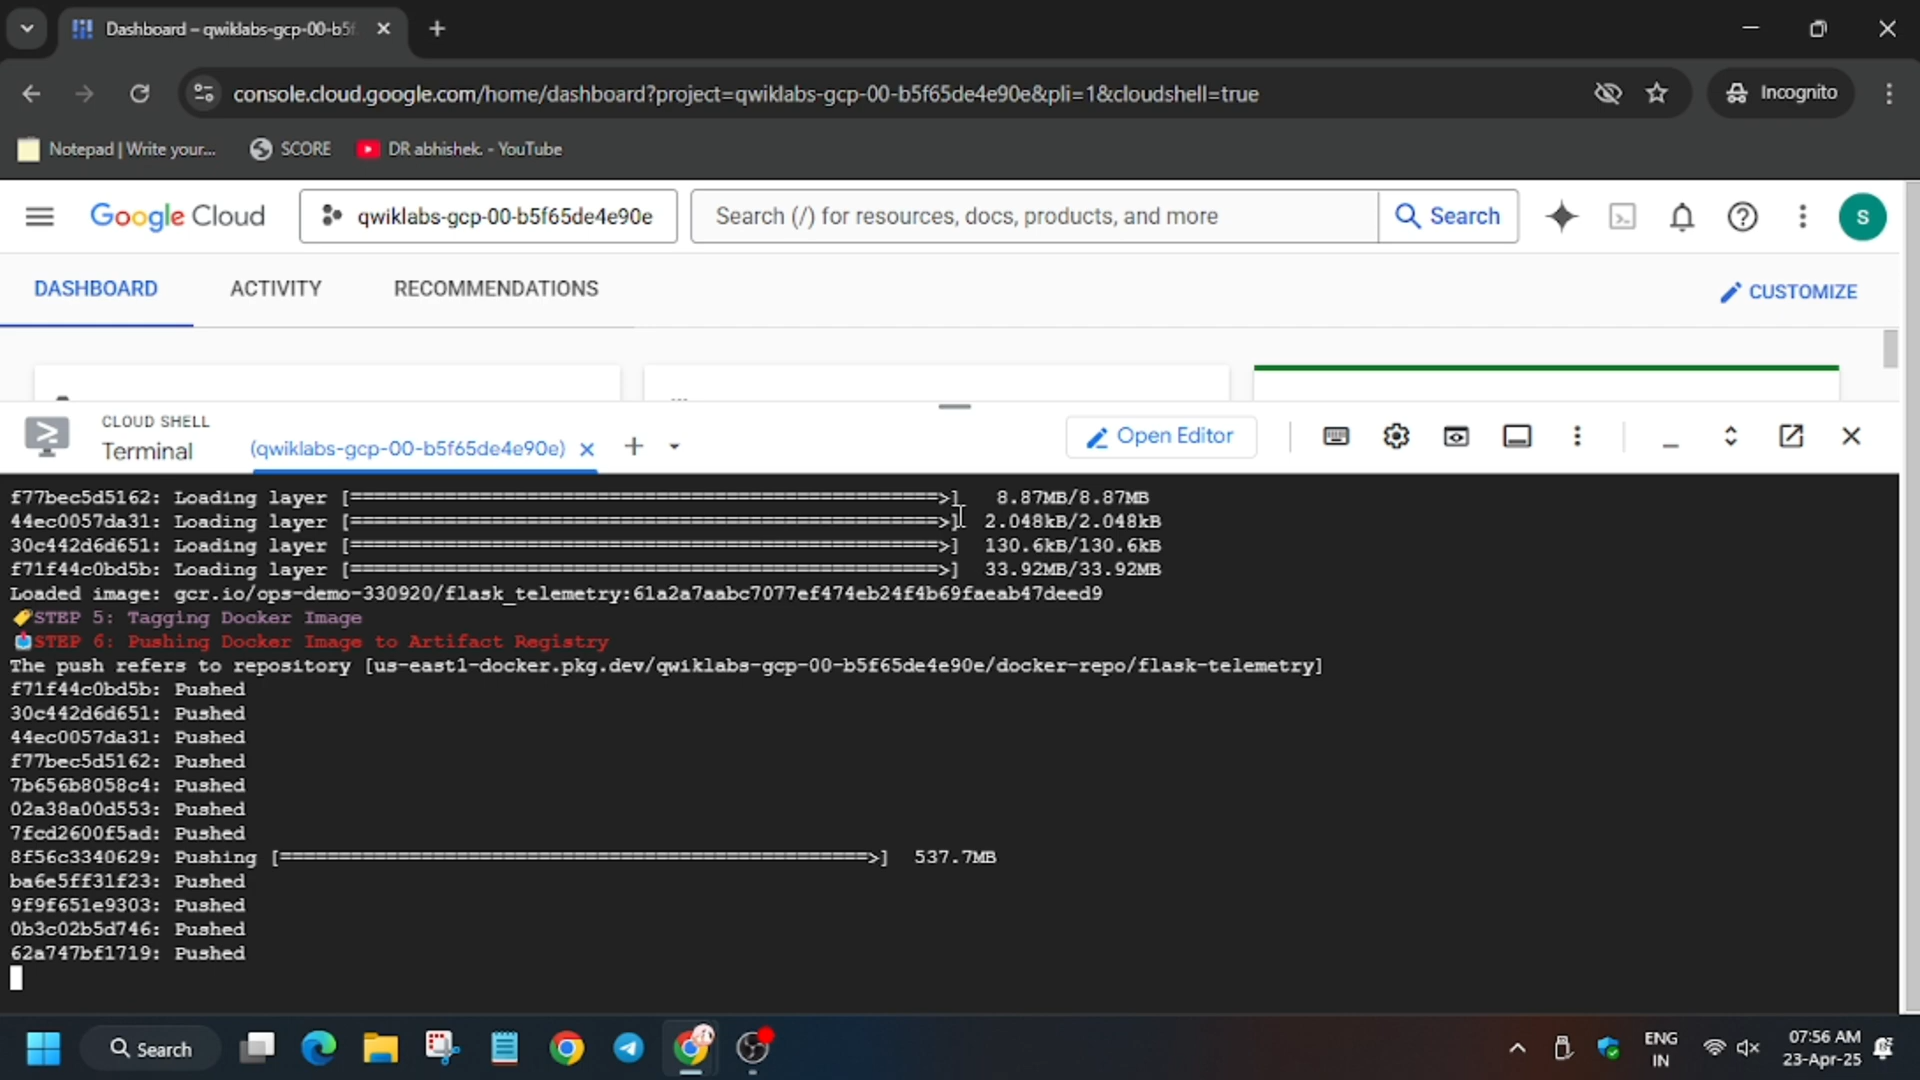 Dashboard – qwiklabs-gcp-00-b5f
console.cloud.google.com/home/dashboard?project=qwiklabs-gcp-00-b5f65de4e90e&pli=1&cloudshell=true
Incognito
Notepad | Write your...
SCORE
DR abhishek. - YouTube
Google Cloud
qwiklabs-gcp-00-b5f65de4e90e
Search (/) for resources, docs, products, and more
Search
S
DASHBOARD
ACTIVITY
RECOMMENDATIONS
CUSTOMIZE
CLOUD SHELL
Terminal
(qwiklabs-gcp-00-b5f65de4e90e)
Open Editor
f77bec5d5162: Loading layer [==================================================>] 8.87MB/8.87MB
44ec0057da31: Loading layer [==================================================>] 2.048kB/2.048kB
30c442d6d651: Loading layer [==================================================>] 130.6kB/130.6kB
f71f44c0bd5b: Loading layer [==================================================>] 33.92MB/33.92MB
Loaded image: gcr.io/ops-demo-330920/flask_telemetry:61a2a7aabc7077ef474eb24f4b69faeab47deed9
STEP 5: Tagging Docker Image
STEP 6: Pushing Docker Image to Artifact Registry
The push refers to repository [us-east1-docker.pkg.dev/qwiklabs-gcp-00-b5f65de4e90e/docker-repo/flask-telemetry]
f71f44c0bd5b: Pushed
30c442d6d651: Pushed
44ec0057da31: Pushed
f77bec5d5162: Pushed
7b656b8058c4: Pushed
02a38a00d553: Pushed
7fcd2600f5ad: Pushed
8f56c3340629: Pushing [==================================================>] 537.7MB
ba6e5ff31f23: Pushed
9f9f651e9303: Pushed
0b3c02b5d746: Pushed
62a747bf1719: Pushed
Search
ENG
IN
07:56 AM
23-Apr-25